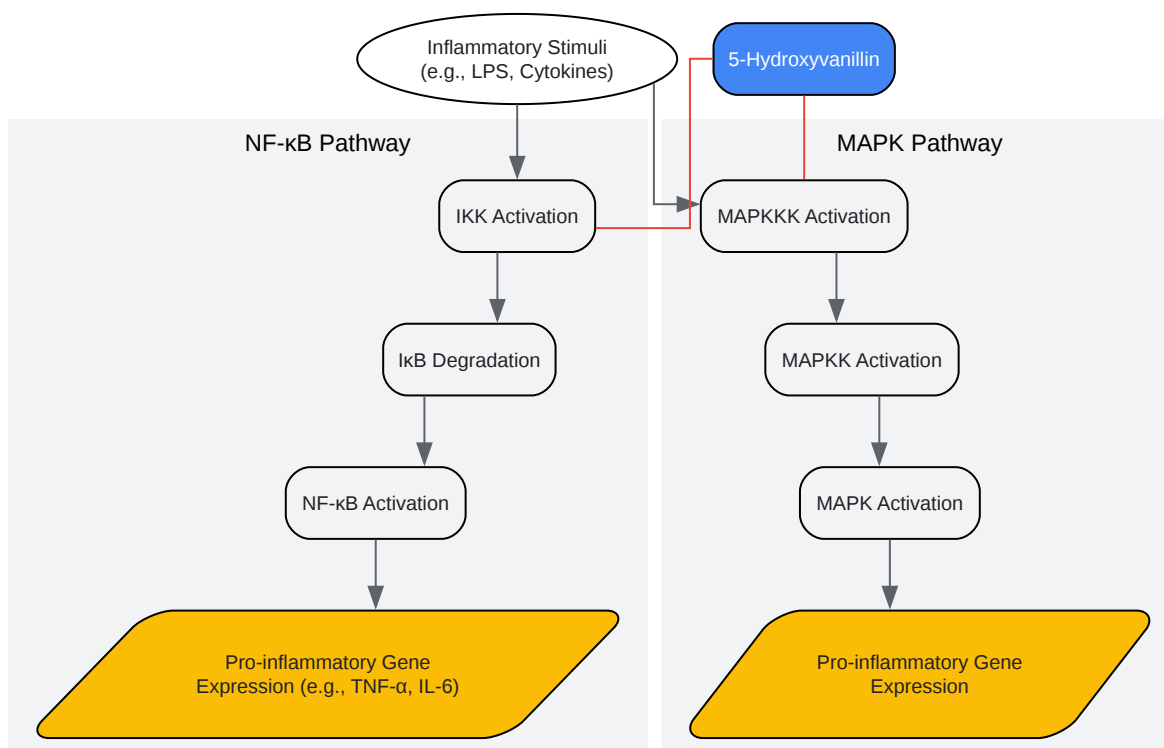 Inflammatory Stimuli
(e.g., LPS, Cytokines)
5-Hydroxyvanillin
NF-κB Pathway
MAPK Pathway
IKK Activation
MAPKKK Activation
IκB Degradation
MAPKK Activation
NF-κB Activation
MAPK Activation
Pro-inflammatory Gene
Expression (e.g., TNF-α, IL-6)
Pro-inflammatory Gene
Expression